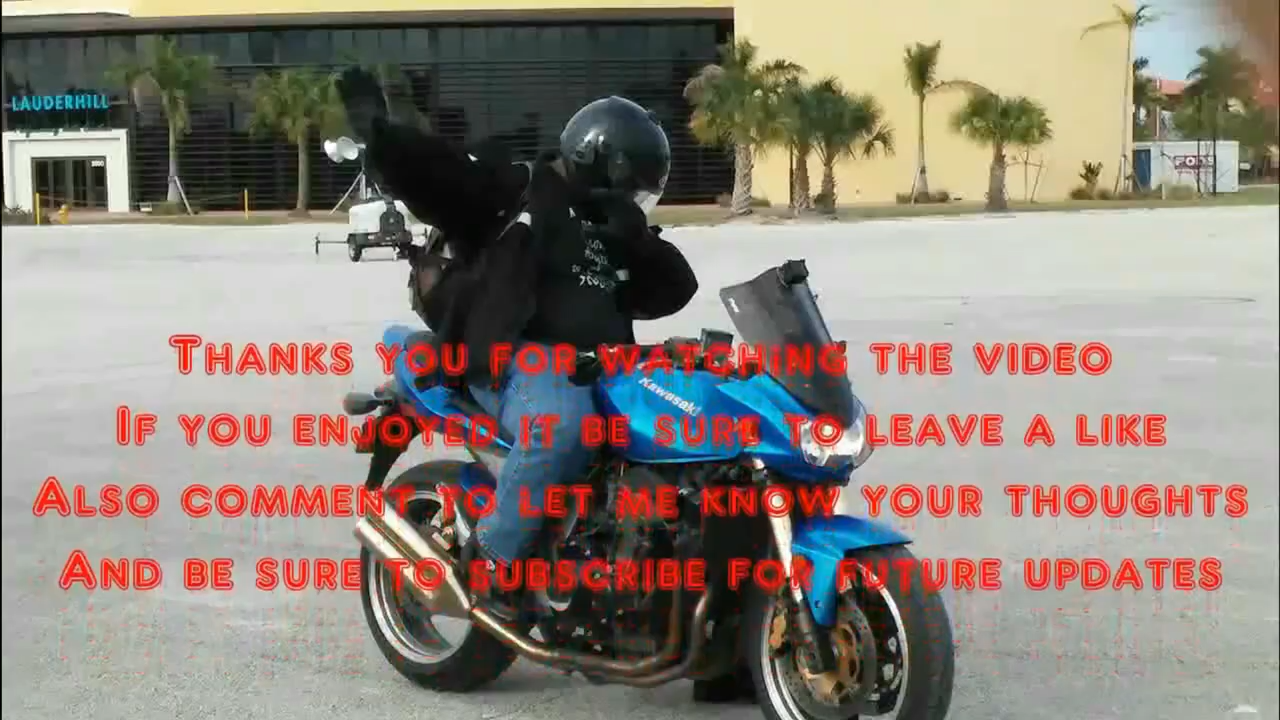 LAUDERHILL
PODS
Kawasaki
Thanks you for watching the video
If you enjoyed it be sure to leave a like
Also comment to let me know your thoughts
And be sure to subscribe for future updates